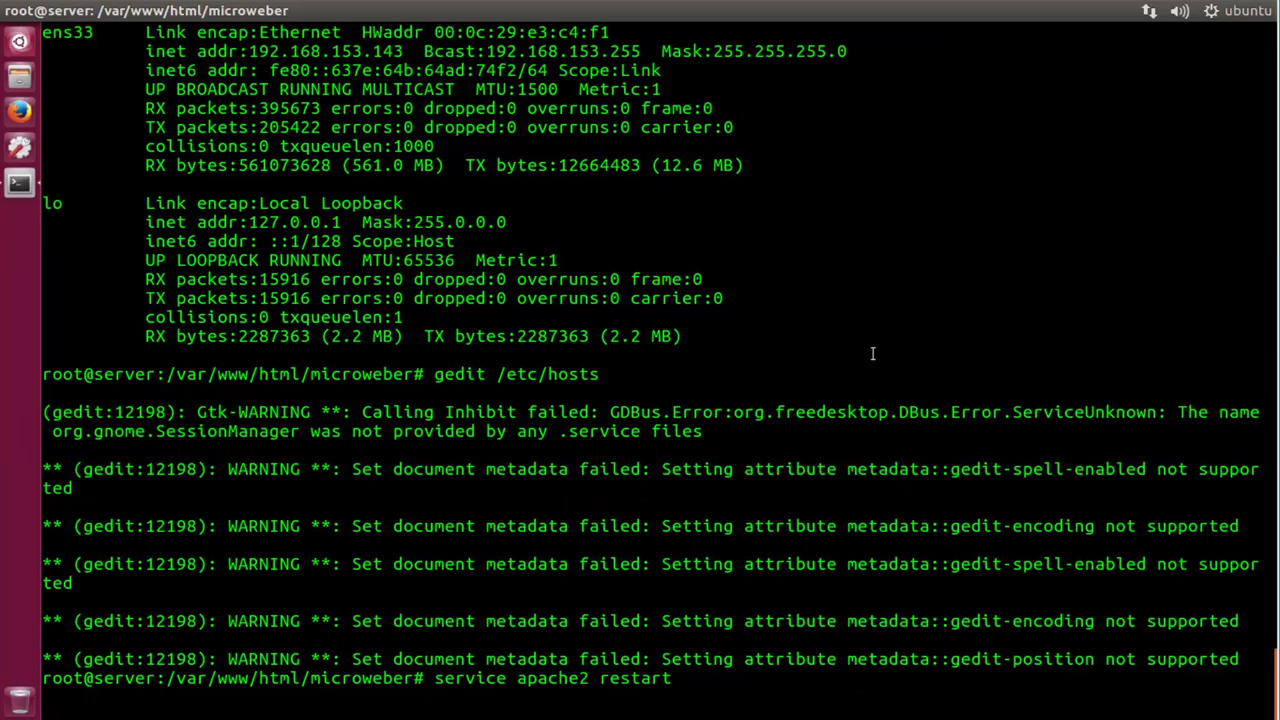 root@server: /var/www/html/microweber
ubuntu
ens33     Link encap:Ethernet  HWaddr 00:0c:29:e3:c4:f1
inet addr:192.168.153.143  Bcast:192.168.153.255  Mask:255.255.255.0
inet6 addr: fe80::637e:64b:64ad:74f2/64 Scope:Link
UP BROADCAST RUNNING MULTICAST  MTU:1500  Metric:1
RX packets:395673 errors:0 dropped:0 overruns:0 frame:0
TX packets:205422 errors:0 dropped:0 overruns:0 carrier:0
collisions:0 txqueuelen:1000
RX bytes:561073628 (561.0 MB)  TX bytes:12664483 (12.6 MB)
lo        Link encap:Local Loopback
inet addr:127.0.0.1  Mask:255.0.0.0
inet6 addr: ::1/128 Scope:Host
UP LOOPBACK RUNNING  MTU:65536  Metric:1
RX packets:15916 errors:0 dropped:0 overruns:0 frame:0
TX packets:15916 errors:0 dropped:0 overruns:0 carrier:0
collisions:0 txqueuelen:1
RX bytes:2287363 (2.2 MB)  TX bytes:2287363 (2.2 MB)
root@server:/var/www/html/microweber# gedit /etc/hosts
(gedit:12198): Gtk-WARNING **: Calling Inhibit failed: GDBus.Error:org.freedesktop.DBus.Error.ServiceUnknown: The name
org.gnome.SessionManager was not provided by any .service files
** (gedit:12198): WARNING **: Set document metadata failed: Setting attribute metadata::gedit-spell-enabled not suppor
ted
** (gedit:12198): WARNING **: Set document metadata failed: Setting attribute metadata::gedit-encoding not supported
** (gedit:12198): WARNING **: Set document metadata failed: Setting attribute metadata::gedit-spell-enabled not suppor
ted
** (gedit:12198): WARNING **: Set document metadata failed: Setting attribute metadata::gedit-encoding not supported
** (gedit:12198): WARNING **: Set document metadata failed: Setting attribute metadata::gedit-position not supported
root@server:/var/www/html/microweber# service apache2 restart